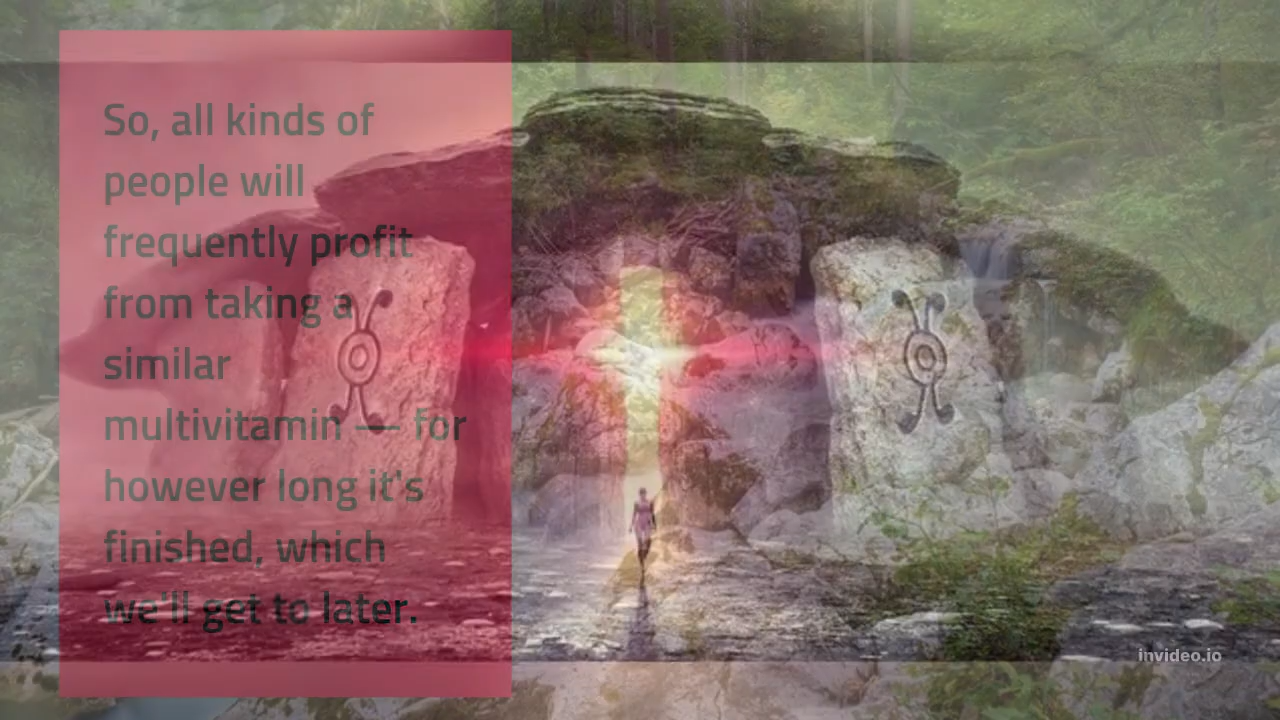 So, all kinds of
people will
frequently profit
from taking a
similar
multivitamin — for
however long it's
finished, which
we'll get to later.
invideo.io